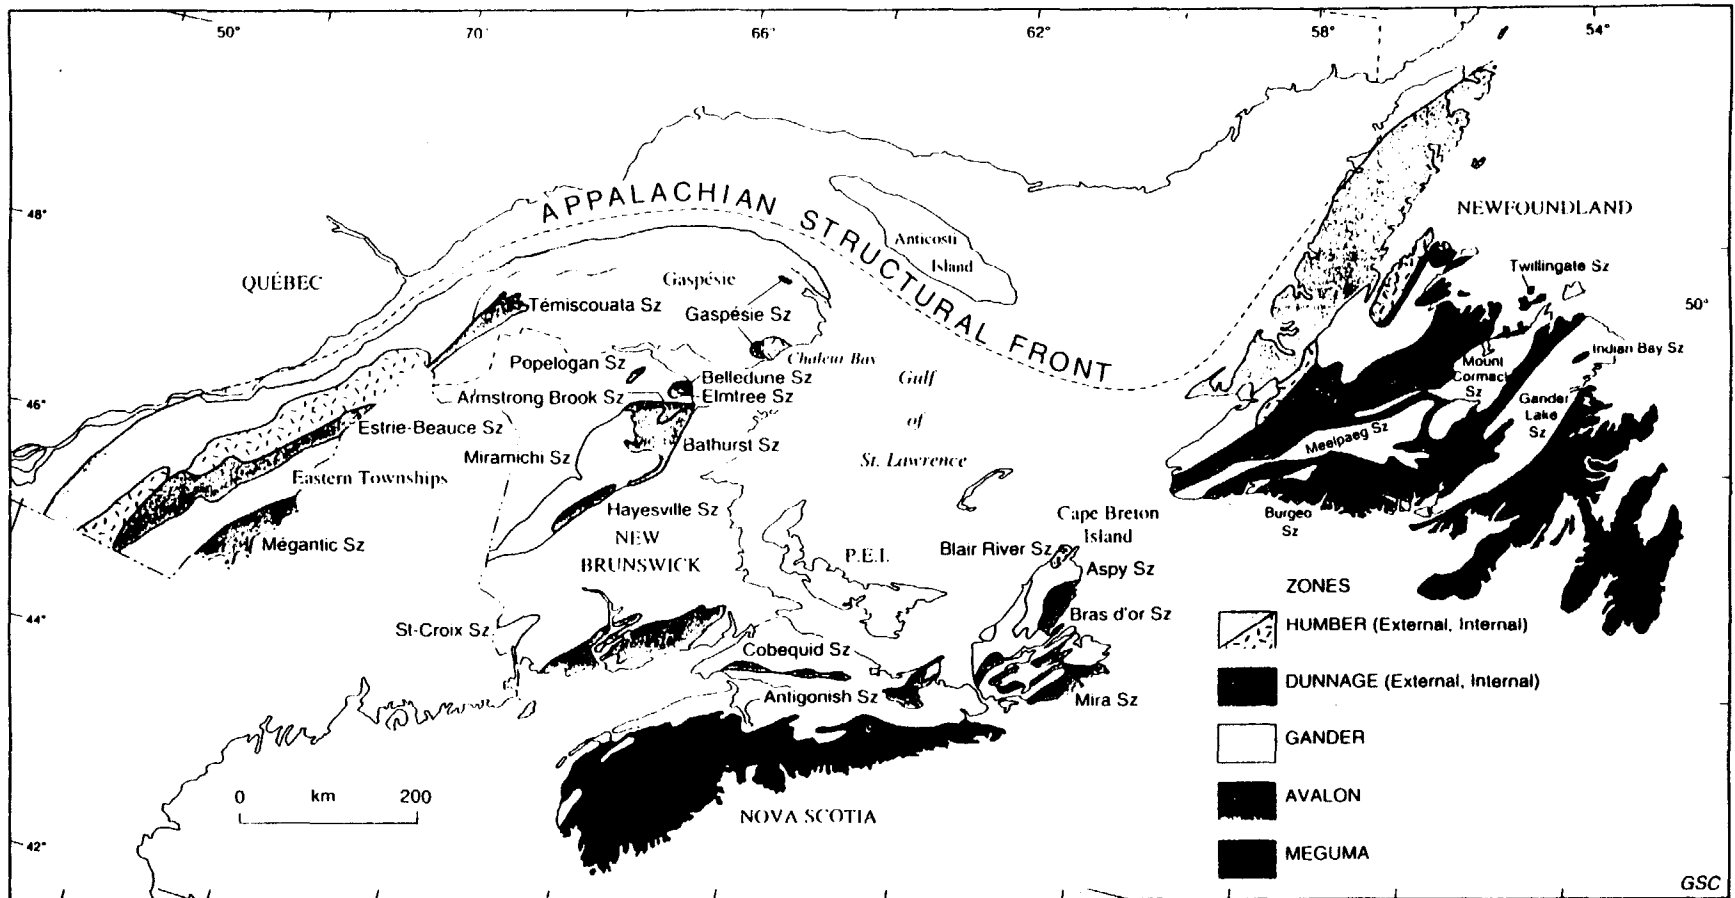 50° 70° 66° 62° 58° 54°
48°
46°
44°
42°
50°
APPALACHIAN STRUCTURAL FRONT
NEWFOUNDLAND
Anticosti
Island
QUÉBEC
Gaspésie
Témiscouata Sz
Gaspésie Sz
Twillingate Sz
Popelogan Sz
Chaleur Bay
Indian Bay Sz
Belledune Sz
Armstrong Brook Sz
Elmtree Sz
Gulf
of
St. Lawrence
Mount
Cormack
Sz
Gander
Lake
Sz
Estrie-Beauce Sz
Miramichi Sz
Bathurst Sz
Meelpaeg Sz
Eastern Townships
Hayesville Sz
Burgeo
Sz
Mégantic Sz
NEW
BRUNSWICK
P.E.I.
Cape Breton
Island
Blair River Sz
Aspy Sz
Bras d'or Sz
St-Croix Sz
Cobequid Sz
Antigonish Sz
Mira Sz
NOVA SCOTIA
0 km 200
ZONES
HUMBER (External, Internal)
DUNNAGE (External, Internal)
GANDER
AVALON
MEGUMA
GSC